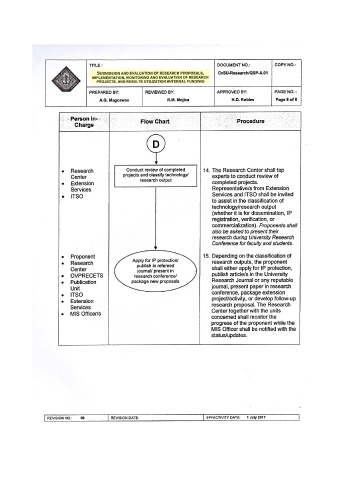 TITLE :
SUBMISSION AND EVALUATION OF RESEARCH PROPOSALS,
IMPLEMENTATION, MONITORING AND EVALUATION OF RESEARCH
PROJECTS, AND RESULTS UTILIZATION (INTERNAL FUNDING)
DOCUMENT NO.:
CvSU-Research/QSP-A.01
COPY NO.:
PREPARED BY:
A.G. Magcawas
REVIEWED BY:
R.M. Mojica
APPROVED BY:
H.D. Robles
PAGE NO. :
Page 8 of 8
Person In-
Charge
Flow Chart
Procedure
D
• Research
Center
• Extension
Services
• ITSO
Conduct review of completed
projects and classify technology/
research output
14. The Research Center shall tap
experts to conduct review of
completed projects.
Representative/s from Extension
Services and ITSO shall be invited
to assist in the classification of
technology/research output
(whether it is for dissemination, IP
registration, verification, or
commercialization). Proponents shall
also be asked to present their
research during University Research
Conference for faculty and students.
• Proponent
• Research
Center
• OVPRECETS
• Publication
Unit
• ITSO
• Extension
Services
• MIS Officer/s
Apply for IP protection/
publish in refereed
journal/ present in
research conference/
package new proposals
15. Depending on the classification of
research outputs, the proponent
shall either apply for IP protection,
publish article/s in the University
Research Journal or any reputable
journal, present paper in research
conference, package extension
project/activity, or develop follow-up
research proposal. The Research
Center together with the units
concerned shall monitor the
progress of the proponent while the
MIS Officer shall be notified with the
status/updates.
REVISION NO.: 00
REVISION DATE:
EFFECTIVITY DATE: 1 July 2017